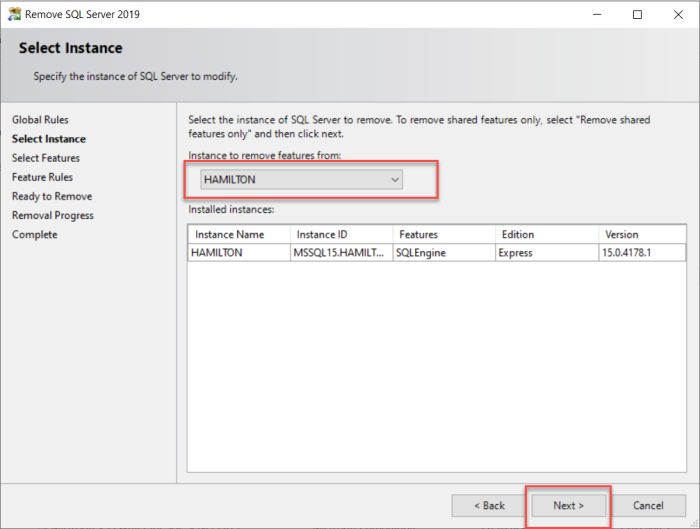 Remove SQL Server 2019
Select Instance
Specify the instance of SQL Server to modify.
Global Rules
Select Instance
Select Features
Feature Rules
Ready to Remove
Removal Progress
Complete
Select the instance of SQL Server to remove. To remove shared features only, select "Remove shared
features only" and then click next.
Instance to remove features from:
HAMILTON
Installed instances:
Instance Name Instance ID Features Edition Version
HAMILTON MSSQL15.HAMILT... SQLEngine Express 15.0.4178.1
< Back Next > Cancel